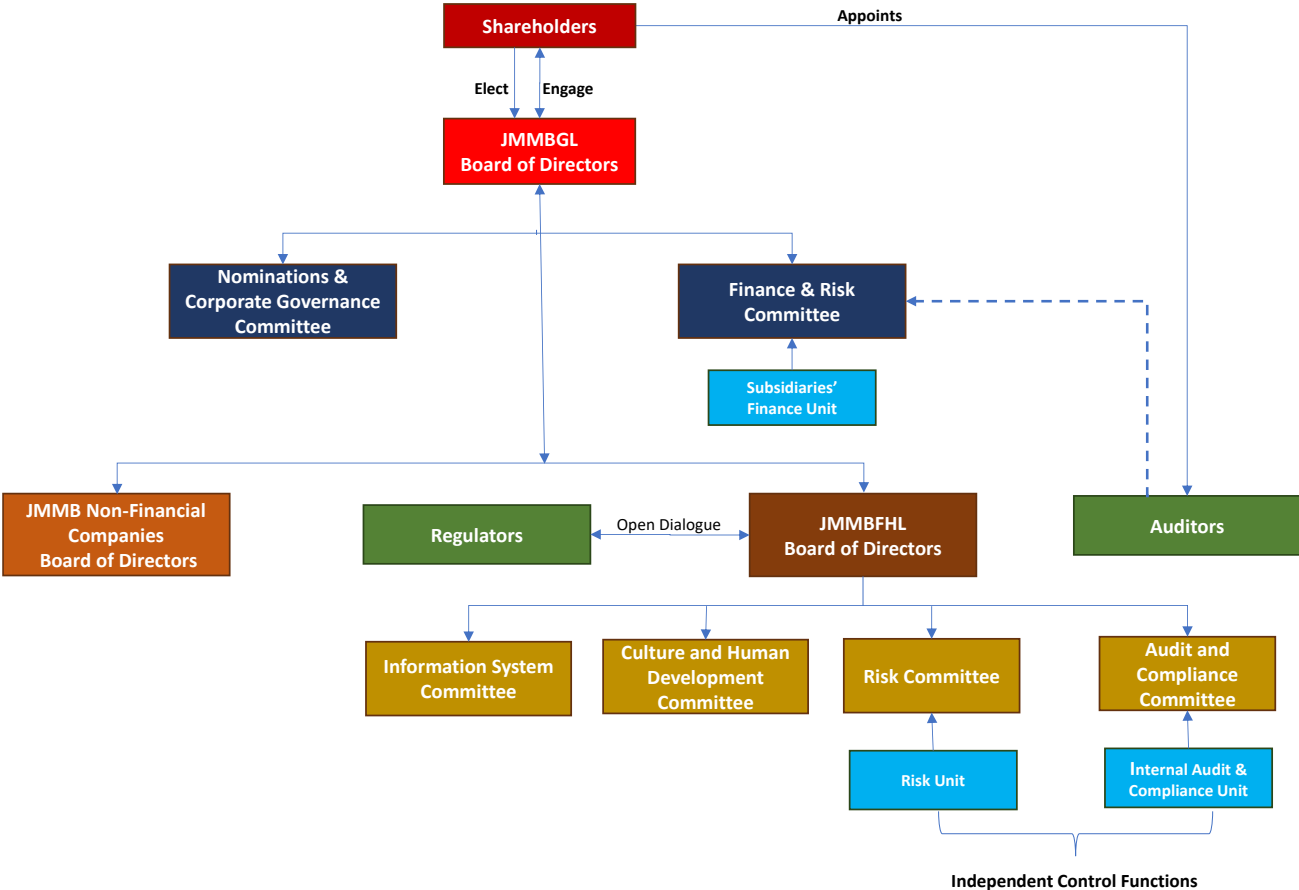 Appoints
Shareholders
Elect
Engage
JMMBGL
Board of Directors
Nominations &
Corporate Governance
Committee
Finance & Risk
Committee
Subsidiaries’
Finance Unit
JMMB Non-Financial
Companies
Board of Directors
Regulators
Open Dialogue
JMMBFHL
Board of Directors
Auditors
Information System
Committee
Culture and Human
Development
Committee
Risk Committee
Audit and
Compliance
Committee
Risk Unit
Internal Audit &
Compliance Unit
Independent Control Functions